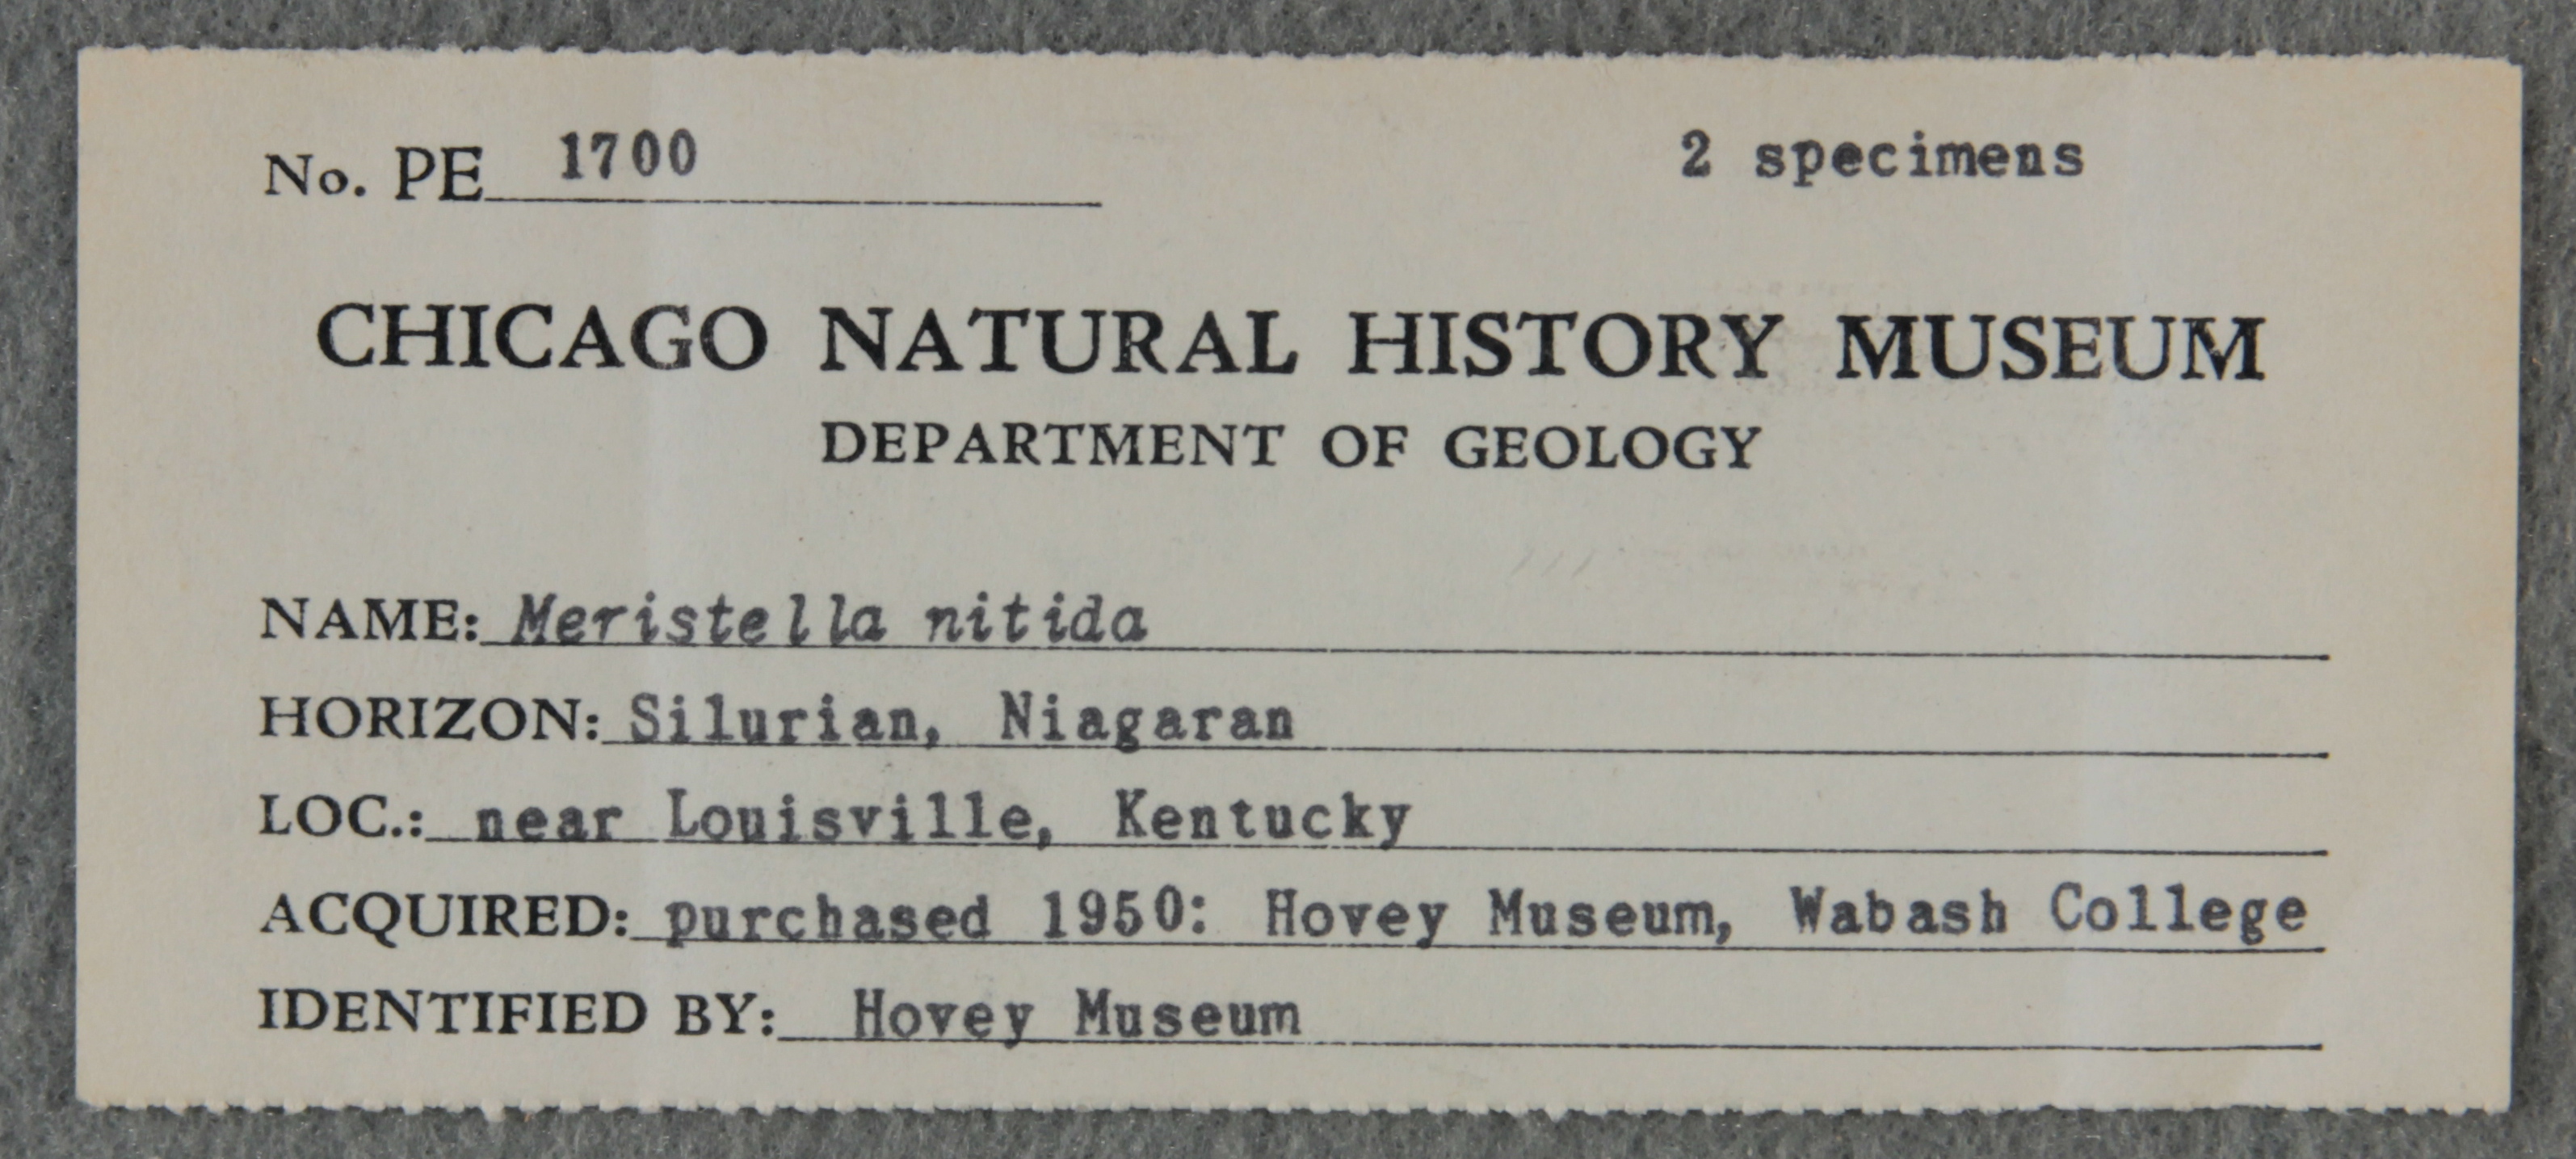 No. PE 1700 2 specimens
CHICAGO NATURAL HISTORY MUSEUM
DEPARTMENT OF GEOLOGY
NAME: Meristella nitida
HORIZON: Silurian, Niagaran
LOC.: near Louisville, Kentucky
ACQUIRED: purchased 1950: Hovey Museum, Wabash College
IDENTIFIED BY: Hovey Museum